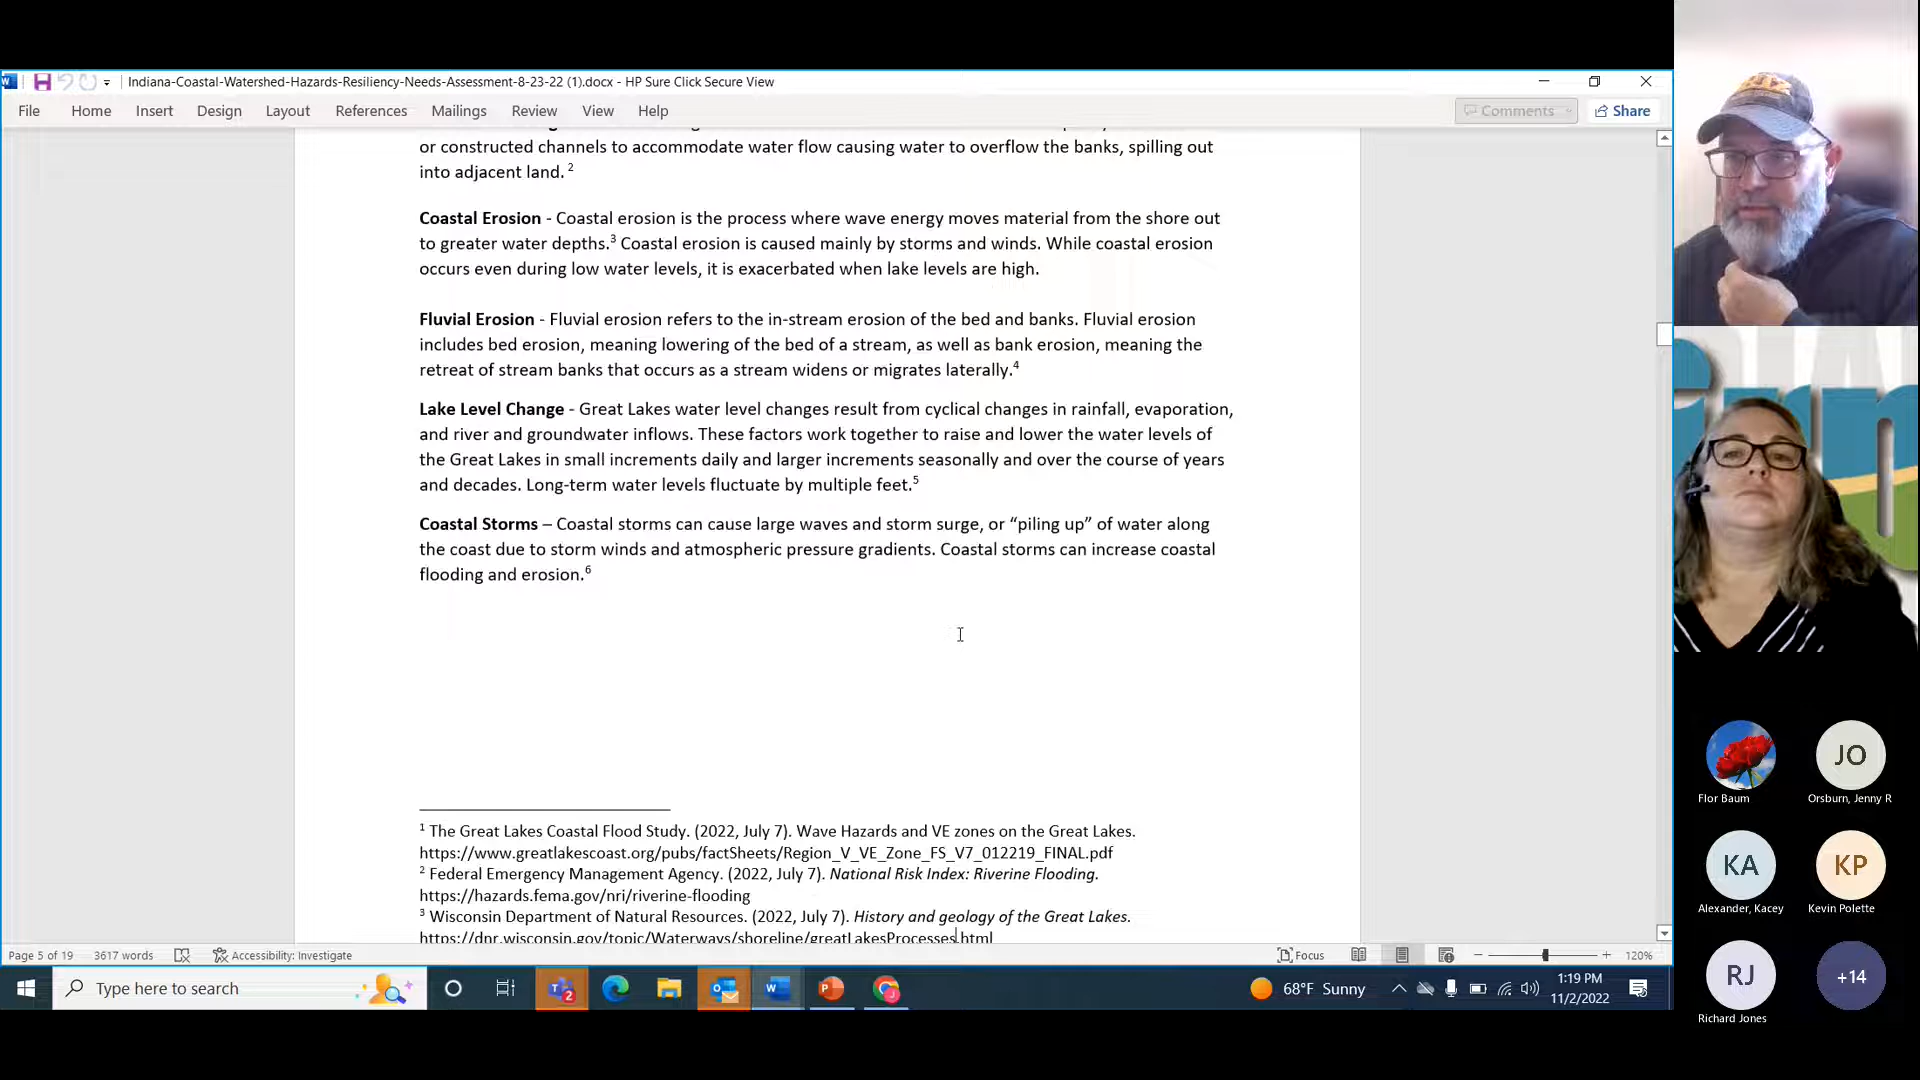 Indiana-Coastal-Watershed-Hazards-Resiliency-Needs-Assessment-8-23-22 (1).docx - HP Sure Click Secure View
File Home Insert Design Layout References Mailings Review View Help
Comments Share
or constructed channels to accommodate water flow causing water to overflow the banks, spilling out
into adjacent land. 2
Coastal Erosion - Coastal erosion is the process where wave energy moves material from the shore out
to greater water depths.3 Coastal erosion is caused mainly by storms and winds. While coastal erosion
occurs even during low water levels, it is exacerbated when lake levels are high.
Fluvial Erosion - Fluvial erosion refers to the in-stream erosion of the bed and banks. Fluvial erosion
includes bed erosion, meaning lowering of the bed of a stream, as well as bank erosion, meaning the
retreat of stream banks that occurs as a stream widens or migrates laterally.4
Lake Level Change - Great Lakes water level changes result from cyclical changes in rainfall, evaporation,
and river and groundwater inflows. These factors work together to raise and lower the water levels of
the Great Lakes in small increments daily and larger increments seasonally and over the course of years
and decades. Long-term water levels fluctuate by multiple feet.5
Coastal Storms – Coastal storms can cause large waves and storm surge, or “piling up” of water along
the coast due to storm winds and atmospheric pressure gradients. Coastal storms can increase coastal
flooding and erosion.6
1 The Great Lakes Coastal Flood Study. (2022, July 7). Wave Hazards and VE zones on the Great Lakes.
https://www.greatlakescoast.org/pubs/factSheets/Region_V_VE_Zone_FS_V7_012219_FINAL.pdf
2 Federal Emergency Management Agency. (2022, July 7). National Risk Index: Riverine Flooding.
https://hazards.fema.gov/nri/riverine-flooding
3 Wisconsin Department of Natural Resources. (2022, July 7). History and geology of the Great Lakes.
https://dnr.wisconsin.gov/topic/Waterways/shoreline/greatLakesProcesses.html
Page 5 of 19 3617 words Accessibility: Investigate
Focus 120%
Type here to search
68°F Sunny
1:19 PM
11/2/2022
JO
Flor Baum Orsburn, Jenny R
KA KP
Alexander, Kacey Kevin Polette
RJ +14
Richard Jones